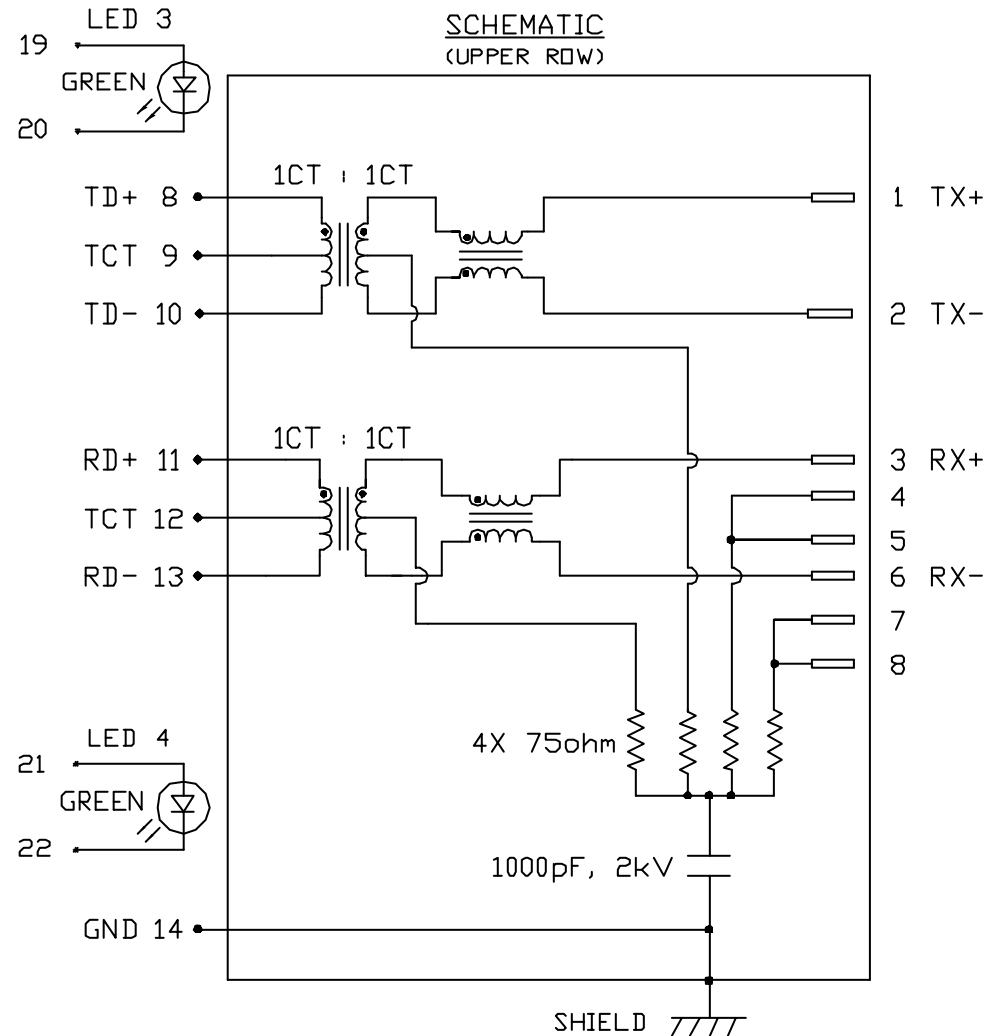 SCHEMATIC
(UPPER ROW)
LED 3
19
GREEN
20
1CT : 1CT
TD+ 8
1 TX+
TCT 9
TD- 10
2 TX-
1CT : 1CT
RD+ 11
3 RX+
4
TCT 12
5
RD- 13
6 RX-
7
8
LED 4
4X 75ohm
21
GREEN
22
1000pF, 2kV
GND 14
SHIELD